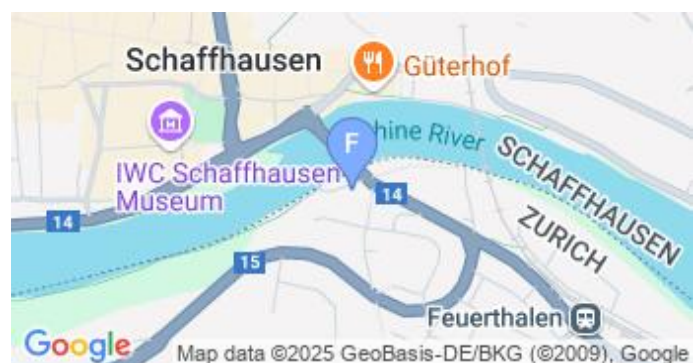 Schaffhausen
Güterhof
F
hine River
IWC Schaffhausen
Museum
SCHAFFHAUSEN
14
14
ZURICH
15
Feuerthalen
Google
Map data ©2025 GeoBasis-DE/BKG (©2009), Google